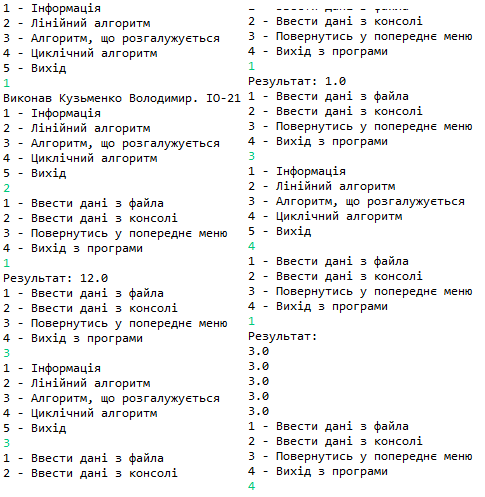 1 - Інформація
2 - Лінійний алгоритм
3 - Алгоритм, що розгалужується
4 - Циклічний алгоритм
5 - Вихід
1
Виконав Кузьменко Володимир. ІО-21
1 - Інформація
2 - Лінійний алгоритм
3 - Алгоритм, що розгалужується
4 - Циклічний алгоритм
5 - Вихід
2
1 - Ввести дані з файла
2 - Ввести дані з консолі
3 - Повернутись у попереднє меню
4 - Вихід з програми
1
Результат: 12.0
1 - Ввести дані з файла
2 - Ввести дані з консолі
3 - Повернутись у попереднє меню
4 - Вихід з програми
3
1 - Інформація
2 - Лінійний алгоритм
3 - Алгоритм, що розгалужується
4 - Циклічний алгоритм
5 - Вихід
3
1 - Ввести дані з файла
2 - Ввести дані з консолі
2 - Ввести дані з консолі
3 - Повернутись у попереднє меню
4 - Вихід з програми
1
Результат: 1.0
1 - Ввести дані з файла
2 - Ввести дані з консолі
3 - Повернутись у попереднє меню
4 - Вихід з програми
3
1 - Інформація
2 - Лінійний алгоритм
3 - Алгоритм, що розгалужується
4 - Циклічний алгоритм
5 - Вихід
4
1 - Ввести дані з файла
2 - Ввести дані з консолі
3 - Повернутись у попереднє меню
4 - Вихід з програми
1
Результат:
3.0
3.0
3.0
3.0
3.0
1 - Ввести дані з файла
2 - Ввести дані з консолі
3 - Повернутись у попереднє меню
4 - Вихід з програми
4